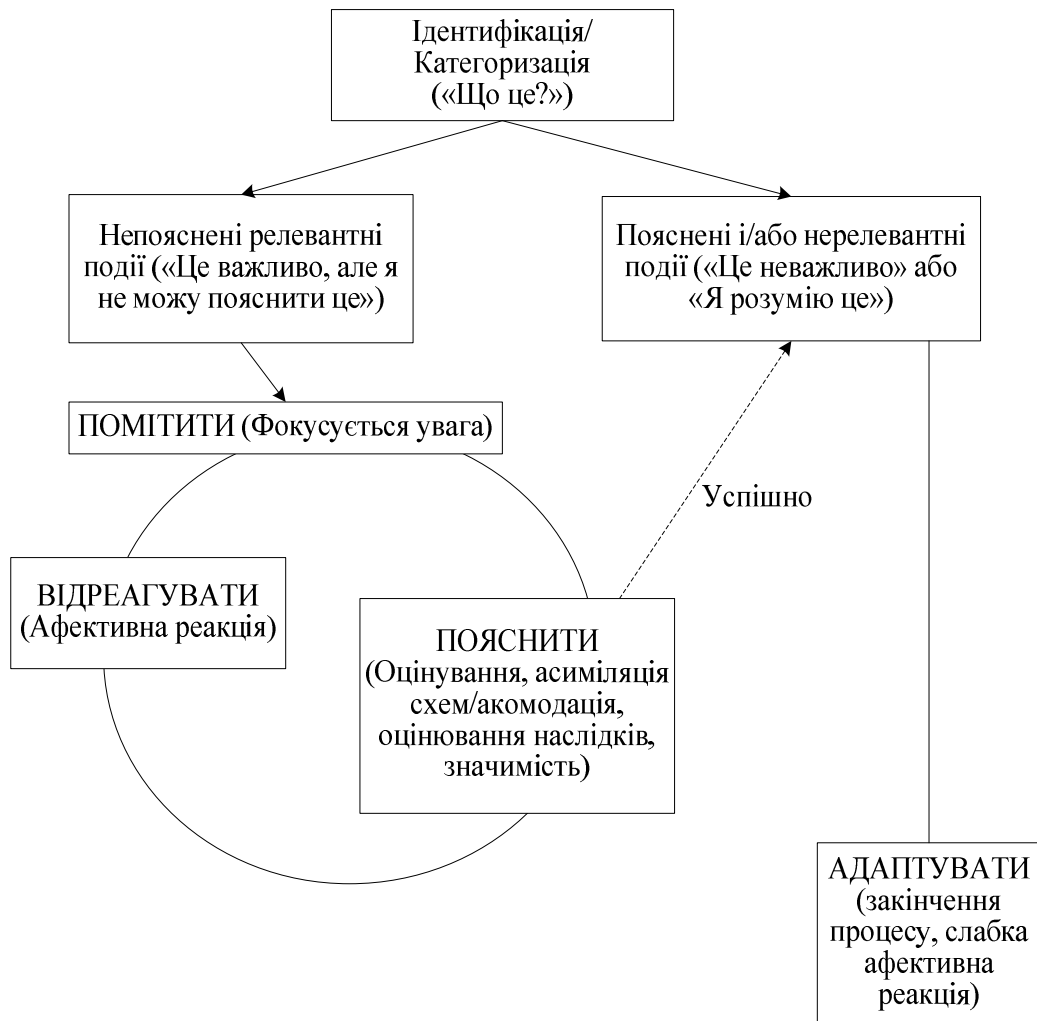 Ідентифікація/
Категоризація
(«Що це?»)
Непояснені релевантні
події («Це важливо, але я
не можу пояснити це»)
Пояснені і/або нерелевантні
події («Це неважливо» або
«Я розумію це»)
ПОМІТИТИ (Фокусується увага)
Успішно
ВІДРЕАГУВАТИ
(Афективна реакція)
ПОЯСНИТИ
(Оцінування, асиміляція
схем/акомодація,
оцінювання наслідків,
значимість)
АДАПТУВАТИ
(закінчення
процесу, слабка
афективна
реакція)